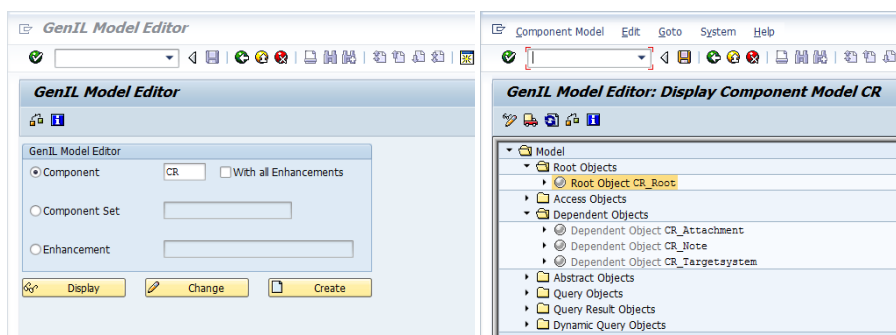 GenIL Model Editor
GenIL Model Editor
GenIL Model Editor
Component
CR
With all Enhancements
Component Set
Enhancement
Display
Change
Create
Component Model Edit Goto System Help
GenIL Model Editor: Display Component Model CR
Model
Root Objects
Root Object CR_Root
Access Objects
Dependent Objects
Dependent Object CR_Attachment
Dependent Object CR_Note
Dependent Object CR_Targetsystem
Abstract Objects
Query Objects
Query Result Objects
Dynamic Query Objects